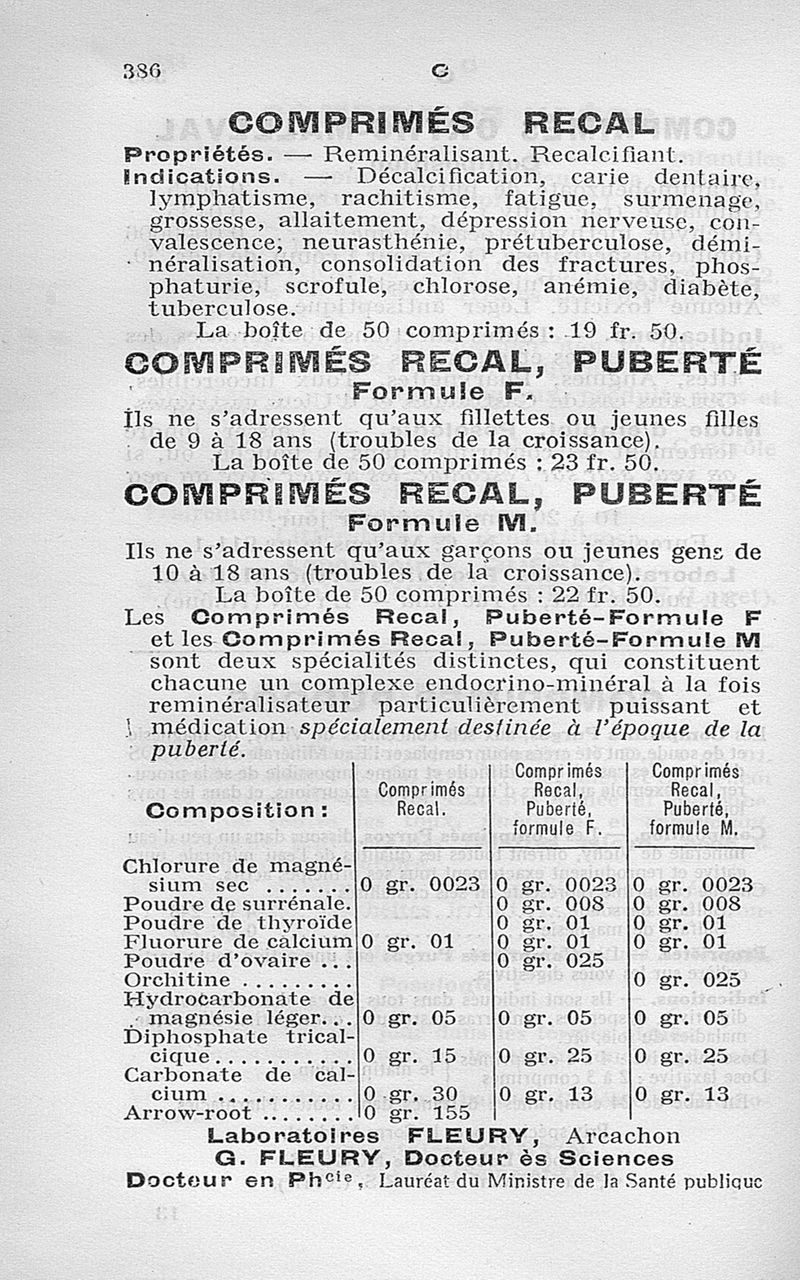 386 C
COMPRIMÉS RECAL
Propriétés. — Reminéralisant. Recalcifiant.
Indications. — Décalcification, carie dentaire,
lymphatisme, rachitisme, fatigue, surmenage,
grossesse, allaitement, dépression nerveuse, con-
valescence; neurasthénie, prétuberculose, démi-
néralisation, consolidation des fractures, phos-
phaturie, scrofule, chlorose, anémie, diabète,
tuberculose.
La boîte de 50 comprimés : 19 fr. 50.
COMPRIMÉS RECAL, PUBERTÉ
Formule F.
Ils ne s'adressent qu'aux fillettes ou jeunes filles
de 9 à 18 ans (troubles de la croissance).
La boîte de 50 comprimés : 23 fr. 50.
COMPRIMÉS RECAL, PUBERTÉ
Formule M.
Ils ne s'adressent qu'aux garçons ou jeunes gens de
10 à 18 ans (troubles de la croissance).
La boîte de 50 comprimés : 22 fr. 50.
Les Comprimés Recal, Puberté-Formule F
et les Comprimés Recal, Puberté-Formule M
sont deux spécialités distinctes, qui constituent
chacune un complexe endocrino-minéral à la fois
reminéralisateur particulièrement puissant et
médication spécialement destinée à l'époque de la
puberté.
Composition : Comprimés Recal. Comprimés Recal, Puberté, formule F. Comprimés Recal, Puberté, formule M.
Chlorure de magné-
sium sec ....... 0 gr. 0023 0 gr. 0023 0 gr. 0023
Poudre de surrénale. 0 gr. 008 0 gr. 008
Poudre de thyroïde 0 gr. 01 0 gr. 01
Fluorure de calcium 0 gr. 01 0 gr. 01 0 gr. 01
Poudre d'ovaire ... 0 gr. 025
Orchitine ......... 0 gr. 025
Hydrocarbonate de
magnésie léger... 0 gr. 05 0 gr. 05 0 gr. 05
Diphosphate trical-
cique........... 0 gr. 15 0 gr. 25 0 gr. 25
Carbonate de cal-
cium ........... 0 gr. 30 0 gr. 13 0 gr. 13
Arrow-root ........ 0 gr. 155
Laboratoires FLEURY, Arcachon
G. FLEURY, Docteur ès Sciences
Docteur en Phcie, Lauréat du Ministre de la Santé publique